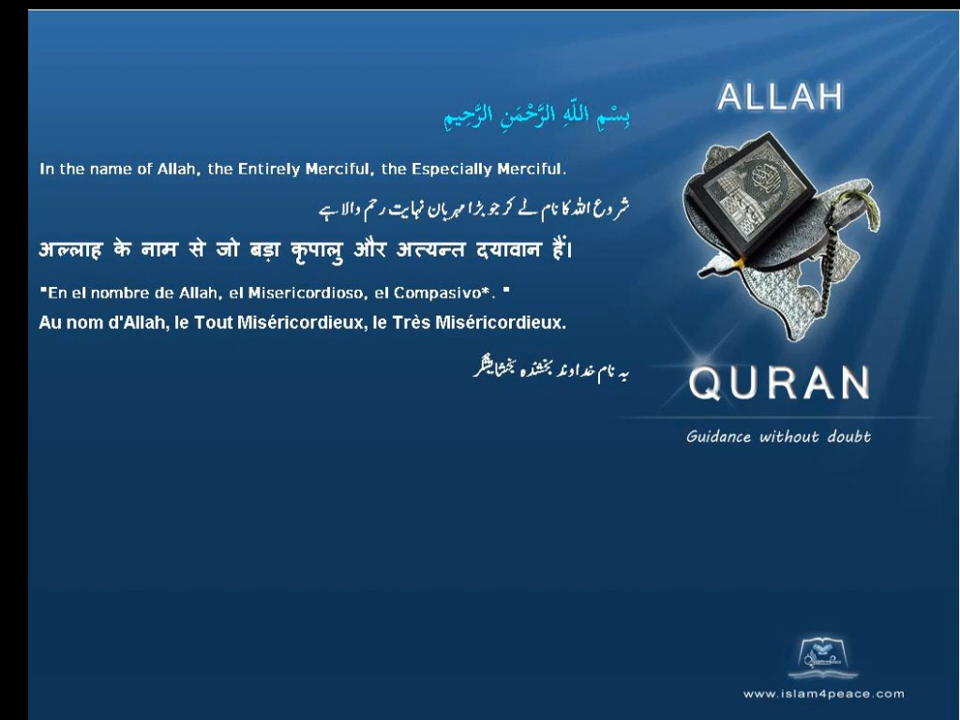 بِسْمِ اللّهِ الرَّحْمَنِ الرَّحِيمِ
In the name of Allah, the Entirely Merciful, the Especially Merciful.
شروع الله کا نام لے کر جو بڑا مہربان نہایت رحم والا ہے
अल्लाह के नाम से जो बड़ा कृपालु और अत्यन्त दयावान हैं।
"En el nombre de Allah, el Misericordioso, el Compasivo*. "
Au nom d'Allah, le Tout Miséricordieux, le Très Miséricordieux.
به نام خداوند بخشنده بخشایشگر
ALLAH
QURAN
Guidance without doubt
www.islam4peace.com